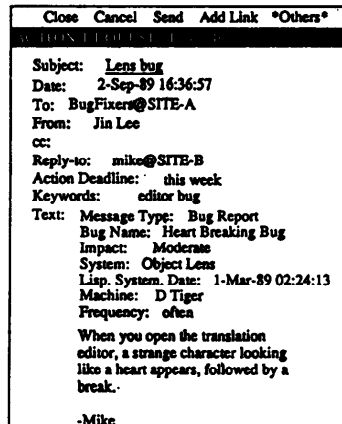 Close Cancel Send Add Link *Others*
Subject: Lens bug
Date: 2-Sep-89 16:36:57
To: BugFixers@SITE-A
From: Jin Lee
cc:
Reply-to: mike@SITE-B
Action Deadline: this week
Keywords: editor bug
Text: Message Type: Bug Report
Bug Name: Heart Breaking Bug
Impact: Moderate
System: Object Lens
Lisp. System. Date: 1-Mar-89 02:24:13
Machine: D Tiger
Frequency: often
When you open the translation
editor, a strange character looking
like a heart appears, followed by a
break.
-Mike